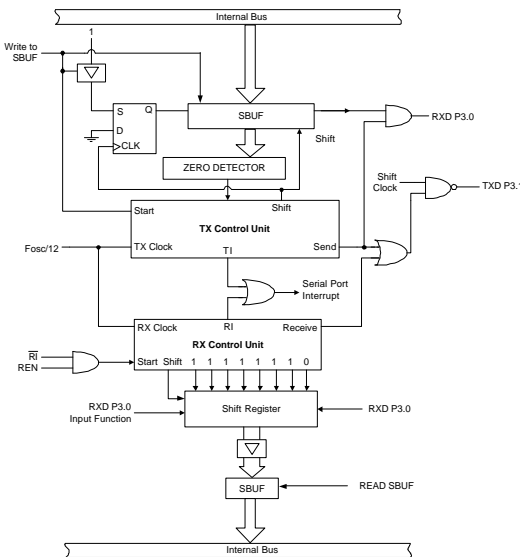 Internal Bus
1
Write to
SBUF
S
Q
D
CLK
SBUF
RXD P3.0
Shift
ZERO DETECTOR
Shift
Clock
TXD P3.1
Start
Shift
TX Control Unit
Fosc/12
TX Clock
Send
TI
Serial Port
Interrupt
RX Clock
RI
Receive
RX Control Unit
RI
REN
Start Shift 1 1 1 1 1 1 1 0
RXD P3.0
Input Function
Shift Register
RXD P3.0
SBUF
READ SBUF
Internal Bus